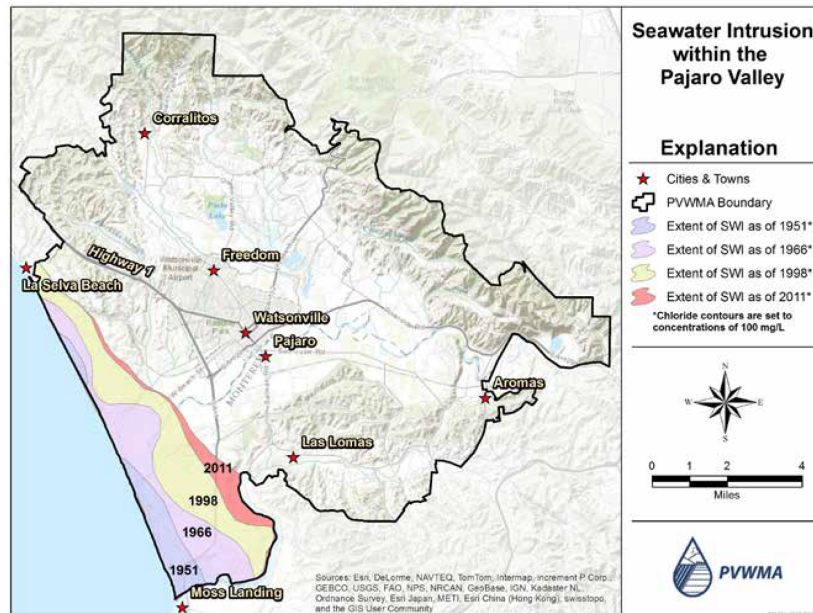 Seawater Intrusion
within the
Pajaro Valley
Explanation
Cities & Towns
PVWMA Boundary
Extent of SWI as of 1951*
Extent of SWI as of 1966*
Extent of SWI as of 1998*
Extent of SWI as of 2011*
*Chloride contours are set to
concentrations of 100 mg/L
N
W E
S
0 1 2 4
Miles
PVWMA
Corralitos
Highway 1
Freedom
Watsonville
Municipal
Airport
La Selva Beach
Watsonville
Pajaro
MONTEREY
Aromas
Las Lomas
2011
1998
1966
1951
Moss Landing
Sources: Esri, DeLorme, NAVTEQ, TomTom, Intermap, increment P Corp.,
GEBCO, USGS, FAO, NPS, NRCAN, GeoBase, IGN, Kadaster NL,
Ordnance Survey, Esri Japan, METI, Esri China (Hong Kong), swisstopo,
and the GIS User Community